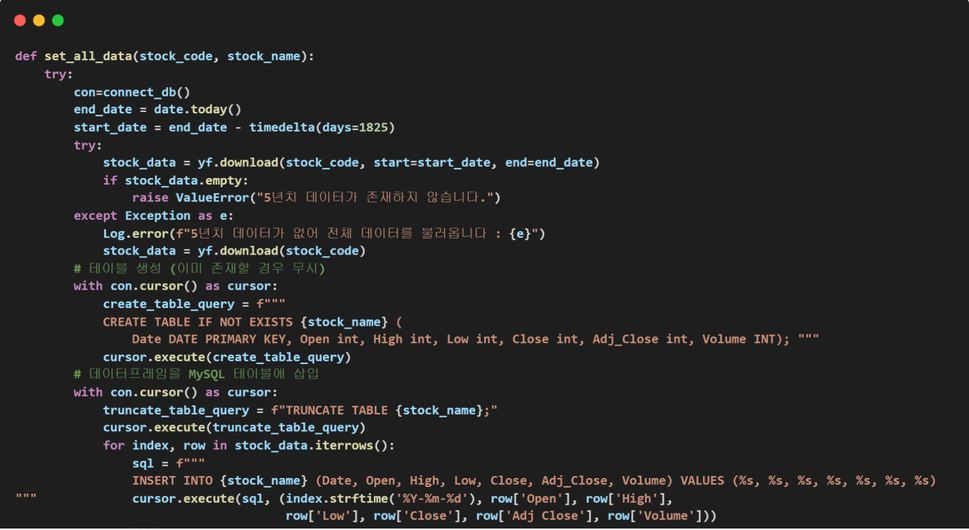 def set_all_data(stock_code, stock_name):
    try:
        con=connect_db()
        end_date = date.today()
        start_date = end_date - timedelta(days=1825)
        try:
            stock_data = yf.download(stock_code, start=start_date, end=end_date)
            if stock_data.empty:
                raise ValueError("5년치 데이터가 존재하지 않습니다.")
        except Exception as e:
            Log.error(f"5년치 데이터가 없어 전체 데이터를 불러옵니다 : {e}")
            stock_data = yf.download(stock_code)
        # 테이블 생성 (이미 존재할 경우 무시)
        with con.cursor() as cursor:
            create_table_query = f"""
            CREATE TABLE IF NOT EXISTS {stock_name} (
                Date DATE PRIMARY KEY, Open int, High int, Low int, Close int, Adj_Close int, Volume INT); """
            cursor.execute(create_table_query)
        # 데이터프레임을 MySQL 테이블에 삽입
        with con.cursor() as cursor:
            truncate_table_query = f"TRUNCATE TABLE {stock_name};"
            cursor.execute(truncate_table_query)
            for index, row in stock_data.iterrows():
                sql = f"""
                INSERT INTO {stock_name} (Date, Open, High, Low, Close, Adj_Close, Volume) VALUES (%s, %s, %s, %s, %s, %s, %s)
"""             cursor.execute(sql, (index.strftime('%Y-%m-%d'), row['Open'], row['High'],
                                     row['Low'], row['Close'], row['Adj Close'], row['Volume']))